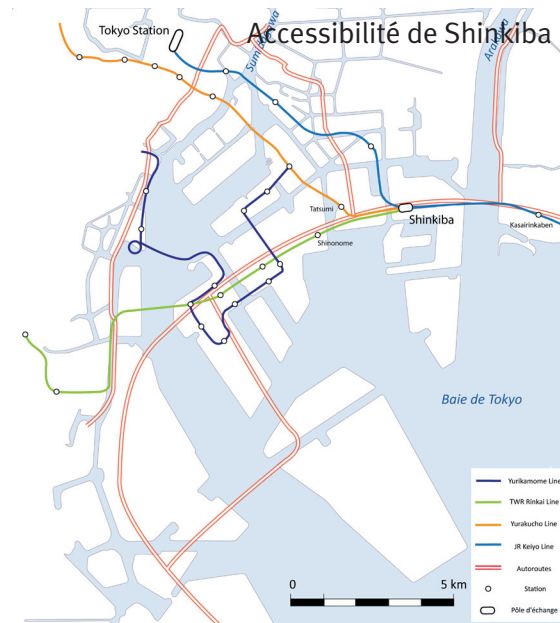 Accessibilité de Shinkiba
Tokyo Station
Arakawa
Tatsumi
Shinkiba
Kasairinkaben
Shinonome
Baie de Tokyo
Yurikamome Line
TWR Rinkai Line
Yurakucho Line
JR Keiyo Line
Autoroutes
Station
Pôle d'échange
0 5 km